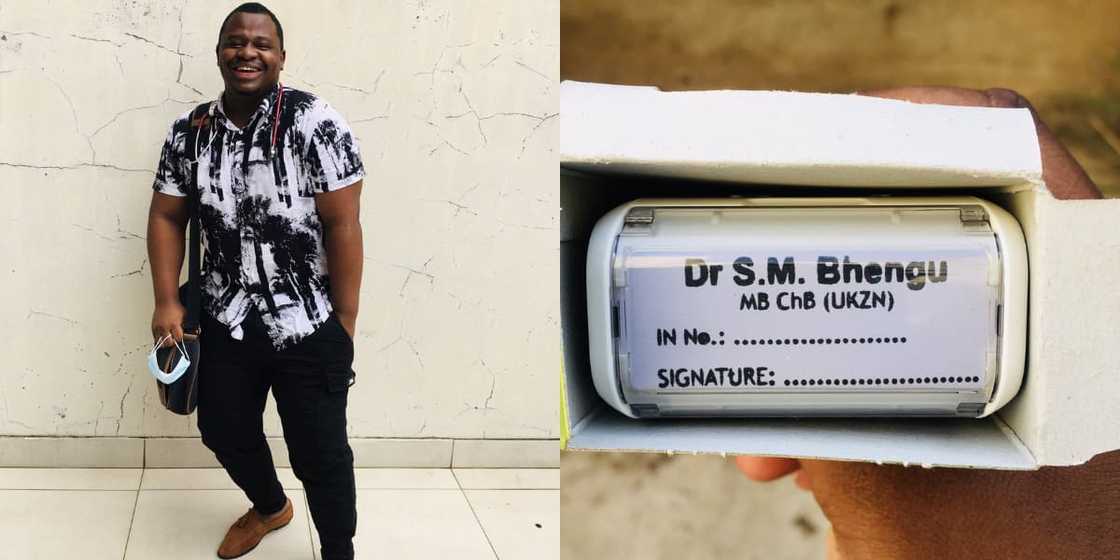 Dr S.M. Bhengu
MB ChB (UKZN)
IN No.: ..........................
SIGNATURE: .............................